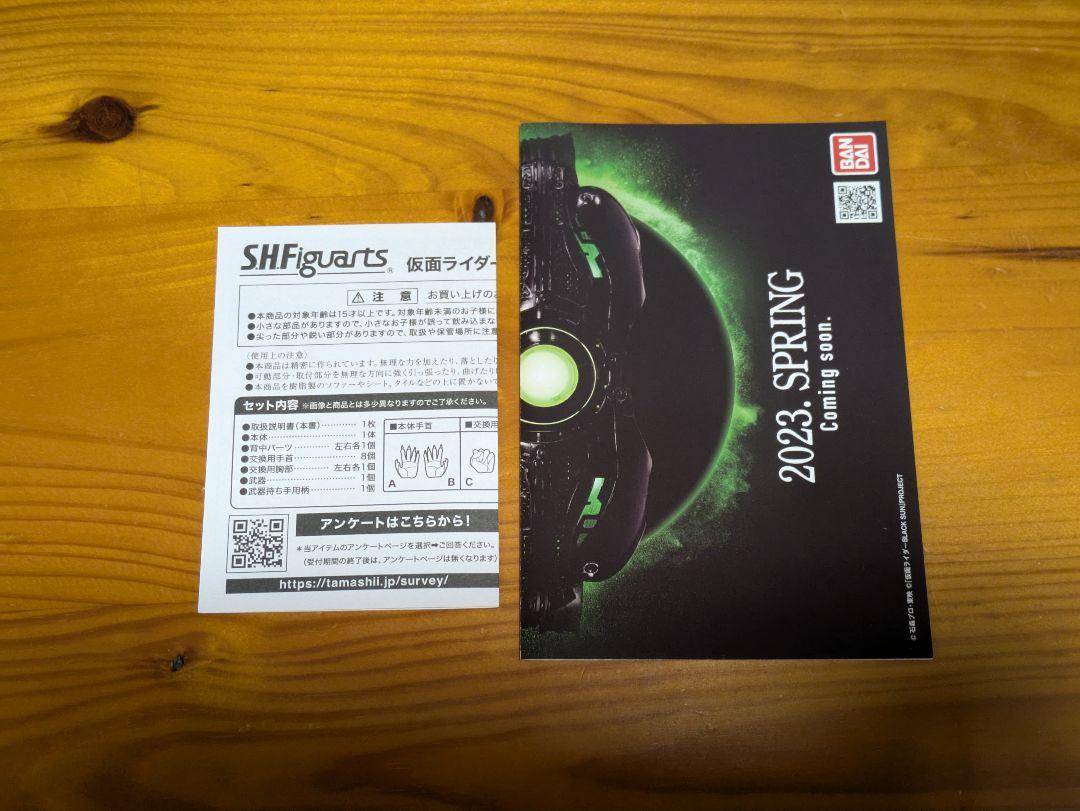 S.H.Figuarts® 仮面ライダー
⚠注 意 お買い上げのお
●本商品の対象年齢は15才以上です。対象年齢未満のお子様に
●小さな部品がありますので、小さなお子様が誤って飲み込まな
●尖った部分や鋭い部分がありますので、取扱や保管場所に注意
〈使用上の注意〉
●本商品は精密に作られています。無理な力を加えたり、落としたり
●可動部分・取付部分を無理な方向に強く引っ張ったり、曲げたり
●本商品を樹脂製のソファーやシート、タイルなどの上に置かないで
セット内容 ※画像と商品とは多少異なりますのでご了承ください。
●取扱説明書(本書)············ 1枚
●本体························ 1体
●背中パーツ············ 左右各1個
●交換用手首·················· 8個
●交換用胸部············ 左右各1個
●武器························ 1個
●武器持ち手用柄·············· 1個
■本体手首
A B
■交換用
C
アンケートはこちらから!
＊当アイテムのアンケートページを選択➡ご回答ください。
(受付期間の終了後は、アンケートページは無くなります)
https://tamashii.jp/survey/
BAN
DAI
2023. SPRING
Coming soon.
© 石森プロ・東映 ©「仮面ライダーBLACK SUN」PROJECT